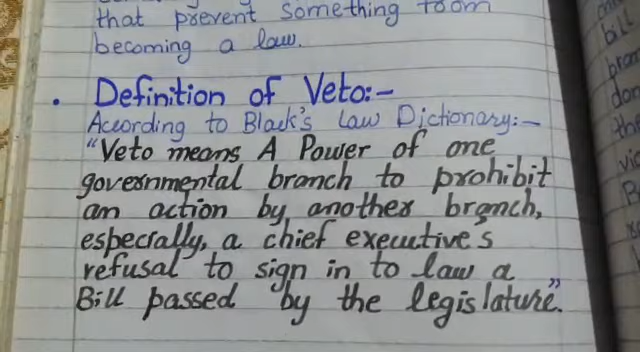 that prevent something from
becoming a law.
• Definition of Veto:-
According to Black's Law Dictionary:-
"Veto means A Power of one
governmental branch to prohibit
an action by another branch,
especially, a chief executive's
refusal to sign in to law a
Bill passed by the legislature."
bill